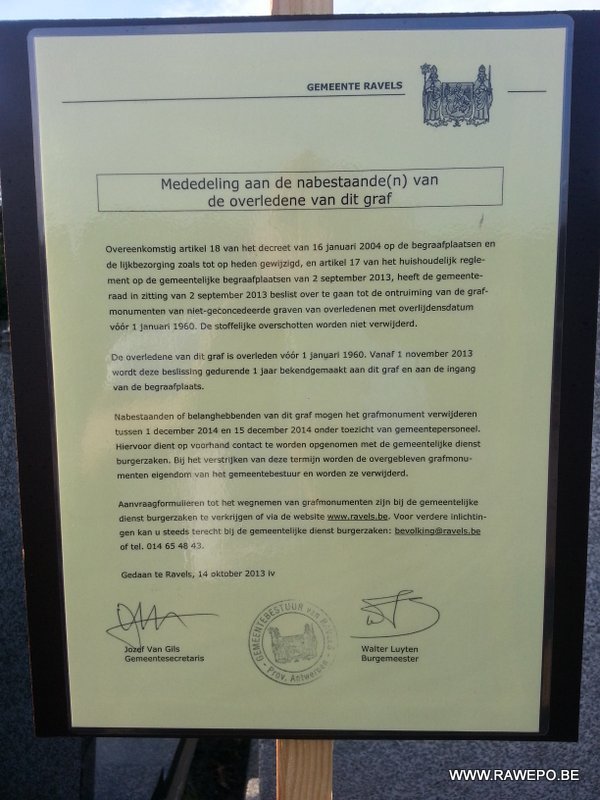 GEMEENTE RAVELS
Mededeling aan de nabestaande(n) van
de overledene van dit graf
Overeenkomstig artikel 18 van het decreet van 16 januari 2004 op de begraafplaatsen en
de lijkbezorging zoals tot op heden gewijzigd, en artikel 17 van het huishoudelijk regle-
ment op de gemeentelijke begraafplaatsen van 2 september 2013, heeft de gemeente-
raad in zitting van 2 september 2013 beslist over te gaan tot de ontruiming van de graf-
monumenten van niet-geconcedeerde graven van overledenen met overlijdensdatum
vóór 1 januari 1960. De stoffelijke overschotten worden niet verwijderd.
De overledene van dit graf is overleden vóór 1 januari 1960. Vanaf 1 november 2013
wordt deze beslissing gedurende 1 jaar bekendgemaakt aan dit graf en aan de ingang
van de begraafplaats.
Nabestaanden of belanghebbenden van dit graf mogen het grafmonument verwijderen
tussen 1 december 2014 en 15 december 2014 onder toezicht van gemeentepersoneel.
Hiervoor dient op voorhand contact te worden opgenomen met de gemeentelijke dienst
burgerzaken. Bij het verstrijken van deze termijn worden de overgebleven grafmonu-
menten eigendom van het gemeentebestuur en worden ze verwijderd.
Aanvraagformulieren tot het wegnemen van grafmonumenten zijn bij de gemeentelijke
dienst burgerzaken te verkrijgen of via de website www.ravels.be. Voor verdere inlichtin-
gen kan u steeds terecht bij de gemeentelijke dienst burgerzaken: bevolking@ravels.be
of tel. 014 65 48 43.
Gedaan te Ravels, 14 oktober 2013 iv
Jozef Van Gils
Gemeentesecretaris
GEMEENTEBESTUUR van RAVELS
Prov. Antwerpen
Walter Luyten
Burgemeester
WWW.RAWEPO.BE